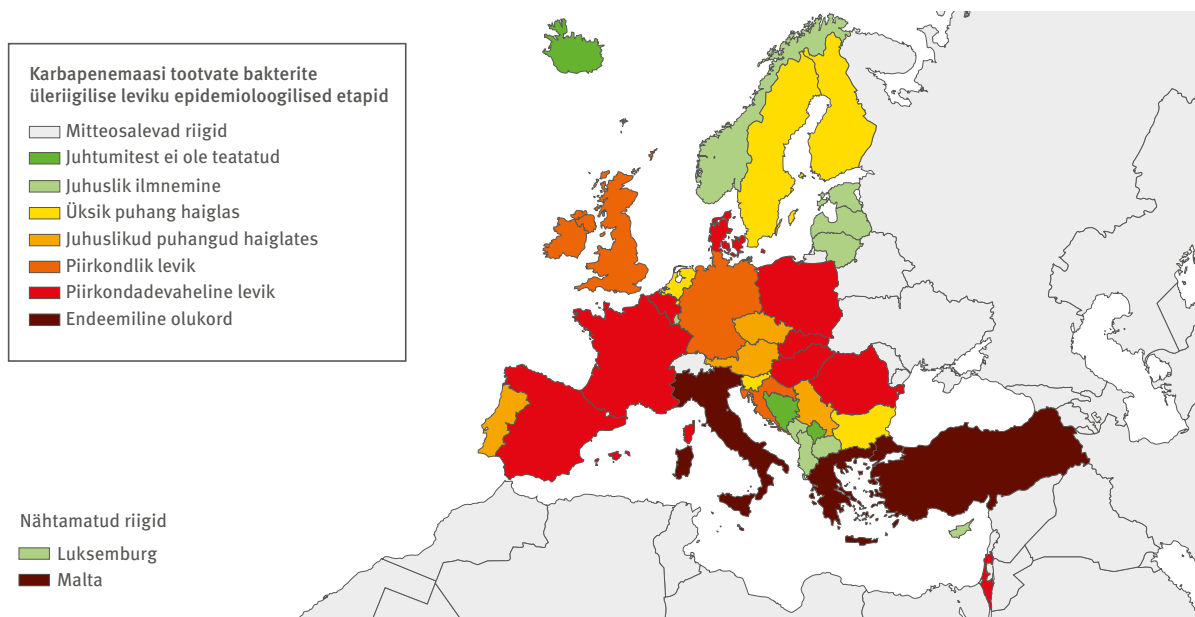 Karbapenemaasi tootvate bakterite
üleriigilise leviku epidemioloogilised etapid
Mitteosalevad riigid
Juhtumitest ei ole teatatud
Juhuslik ilmnemine
Üksik puhang haiglas
Juhuslikud puhangud haiglates
Piirkondlik levik
Piirkondadevaheline levik
Endeemiline olukord
Nähtamatud riigid
Luksemburg
Malta